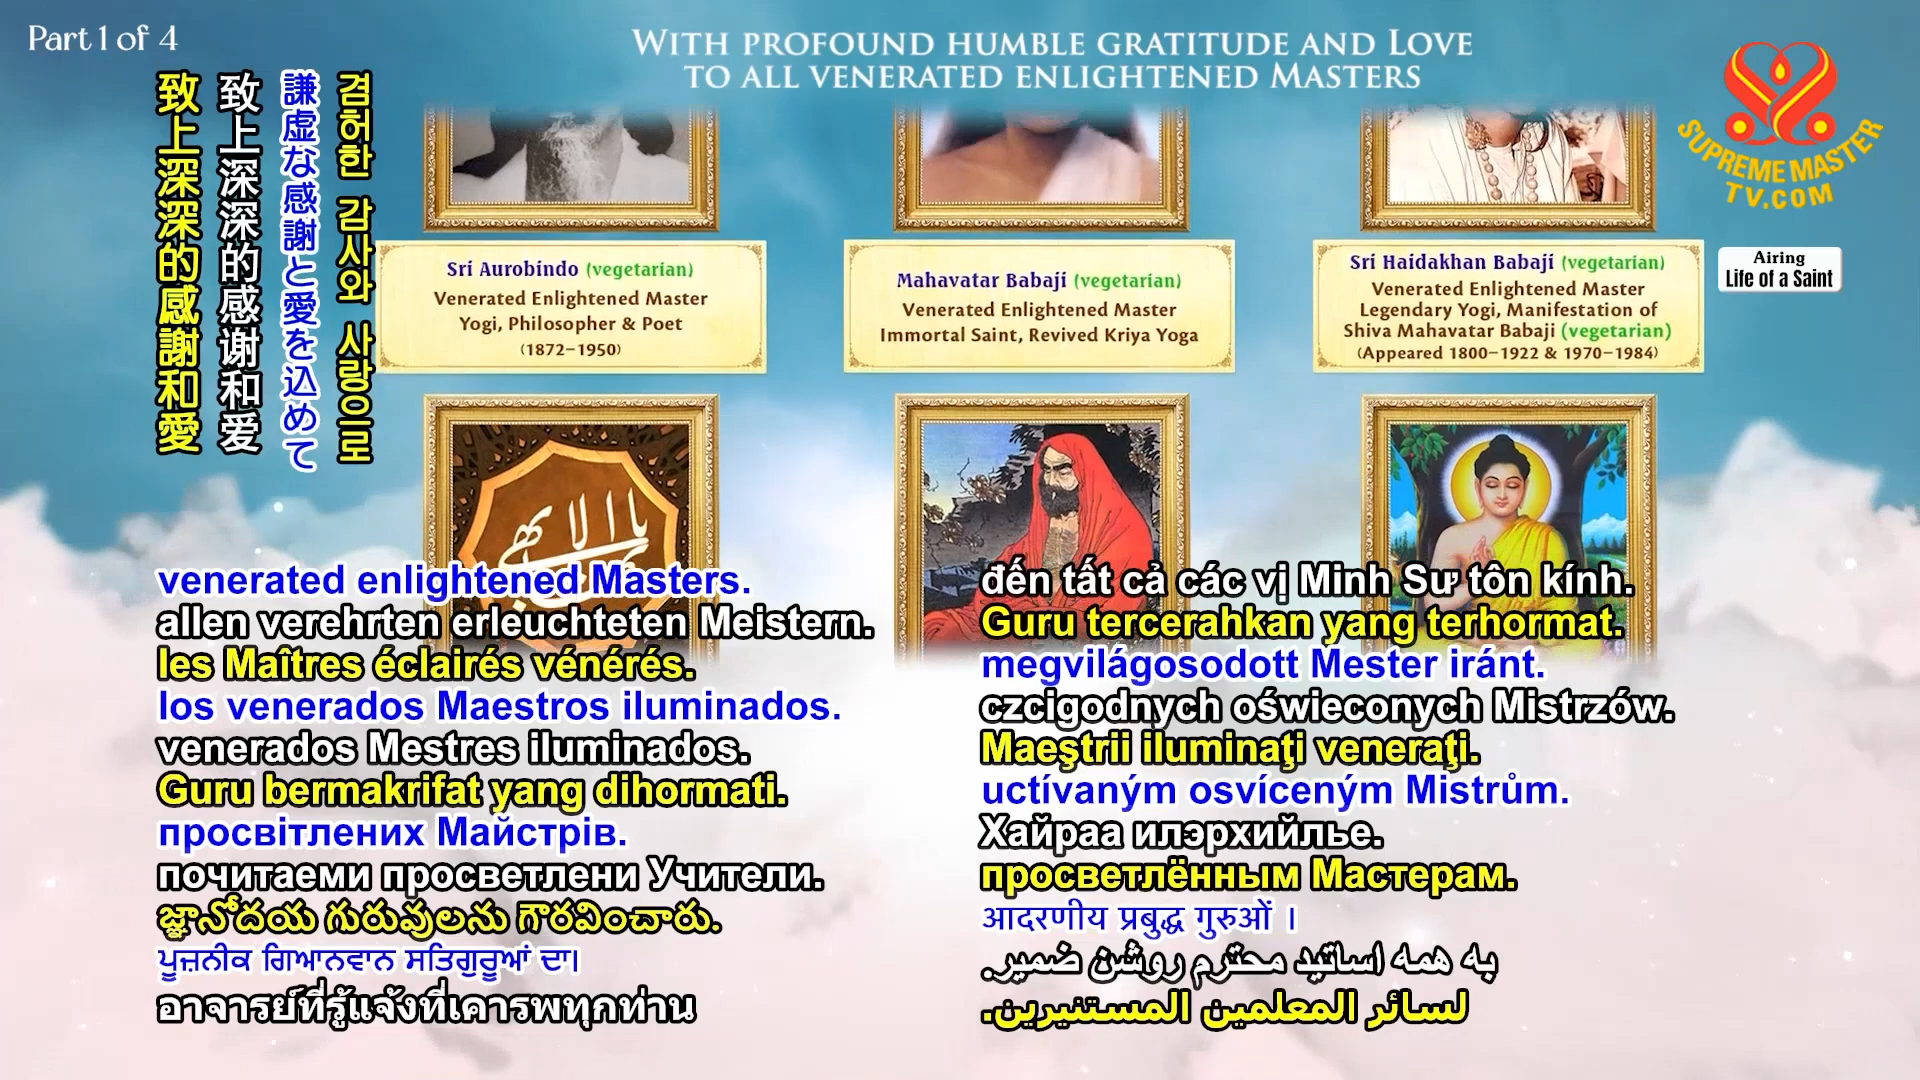 Part 1 of 4
WITH PROFOUND HUMBLE GRATITUDE AND LOVE
TO ALL VENERATED ENLIGHTENED MASTERS
SUPREME MASTER
TV.COM
Airing
Life of a Saint
겸허한 감사와 사랑으로
謙虚な感謝と愛を込めて
致上深深的感谢和爱
致上深深的感謝和愛
Sri Aurobindo (vegetarian)
Venerated Enlightened Master
Yogi, Philosopher & Poet
(1872–1950)
Mahavatar Babaji (vegetarian)
Venerated Enlightened Master
Immortal Saint, Revived Kriya Yoga
Sri Haidakhan Babaji (vegetarian)
Venerated Enlightened Master
Legendary Yogi, Manifestation of
Shiva Mahavatar Babaji (vegetarian)
(Appeared 1800–1922 & 1970–1984)
venerated enlightened Masters.
allen verehrten erleuchteten Meistern.
les Maîtres éclairés vénérés.
los venerados Maestros iluminados.
venerados Mestres iluminados.
Guru bermakrifat yang dihormati.
просвітлених Майстрів.
почитаеми просветлени Учители.
జ్ఞానోదయ గురువులను గౌరవించారు.
ਪੂਜਨੀਕ ਗਿਆਨਵਾਨ ਸਤਿਗੁਰੂਆਂ ਦਾ।
อาจารย์ที่รู้แจ้งที่เคารพทุกท่าน
đến tất cả các vị Minh Sư tôn kính.
Guru tercerahkan yang terhormat.
megvilágosodott Mester iránt.
czcigodnych oświeconych Mistrzów.
Maeştrii iluminaţi veneraţi.
uctívaným osvíceným Mistrům.
Хайраа илэрхийлье.
просветлённым Мастерам.
आदरणीय प्रबुद्ध गुरुओं ।
به همه اساتید محترم روشن ضمیر.
لسائر المعلمين المستنيرين.